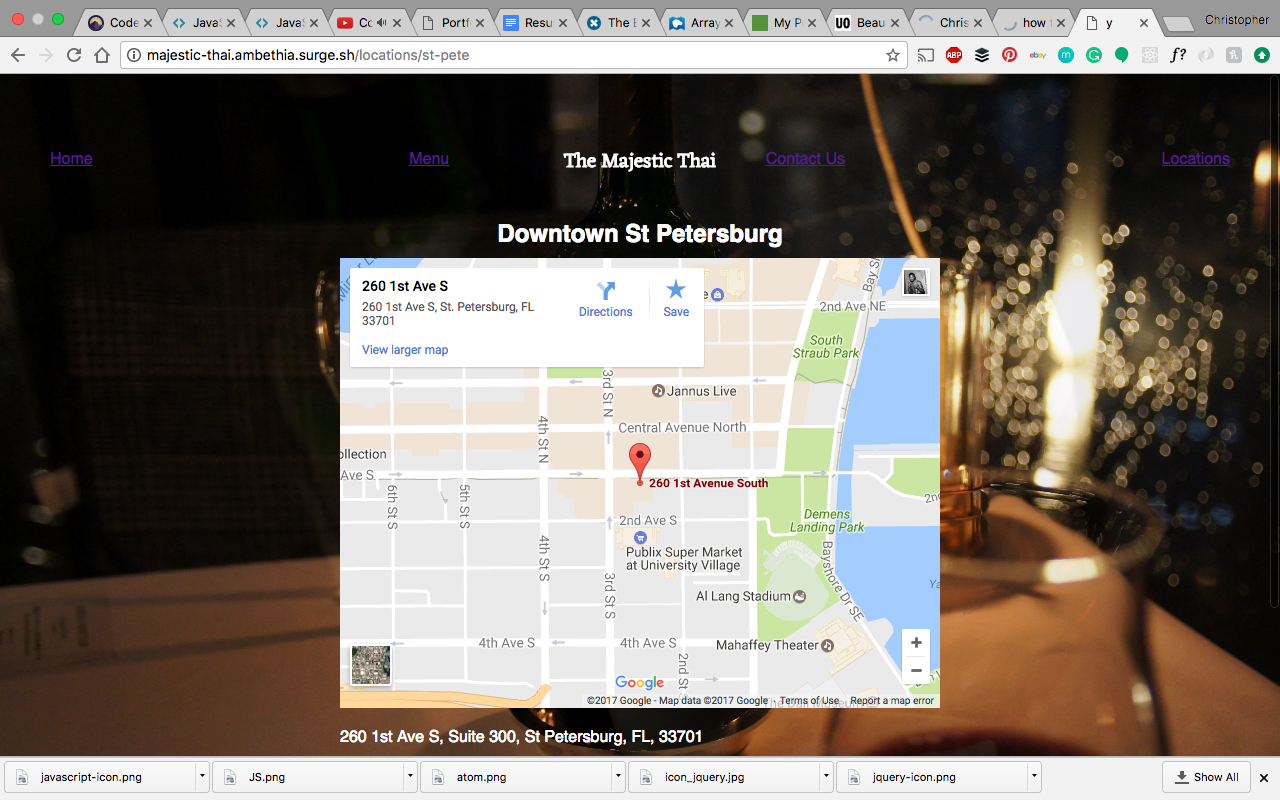 Code
JavaS
JavaS
Co
Portf
Resu
The E
Array
My P
UO Beau
Chris
how t
y
Christopher
majestic-thai.ambethia.surge.sh/locations/st-pete
ABP
ebay
m
f?
Home
Menu
The Majestic Thai
Contact Us
Locations
Downtown St Petersburg
260 1st Ave S
260 1st Ave S, St. Petersburg, FL
33701
View larger map
Directions
Save
2nd Ave NE
Bay S
South
Straub Park
3rd St N
Jannus Live
4th St N
Central Avenue North
ollection
Ave S
260 1st Avenue South
6th St S
5th St S
2nd Ave S
Demens
Landing Park
4th St S
Publix Super Market
at University Village
Bayshore Dr SE
3rd St S
Al Lang Stadium
4th Ave S
4th Ave S
Mahaffey Theater
2nd St
+
−
Google
©2017 Google - Map data ©2017 Google - Terms of Use
Report a map error
260 1st Ave S, Suite 300, St Petersburg, FL, 33701
javascript-icon.png
JS.png
atom.png
icon_jquery.jpg
jquery-icon.png
Show All